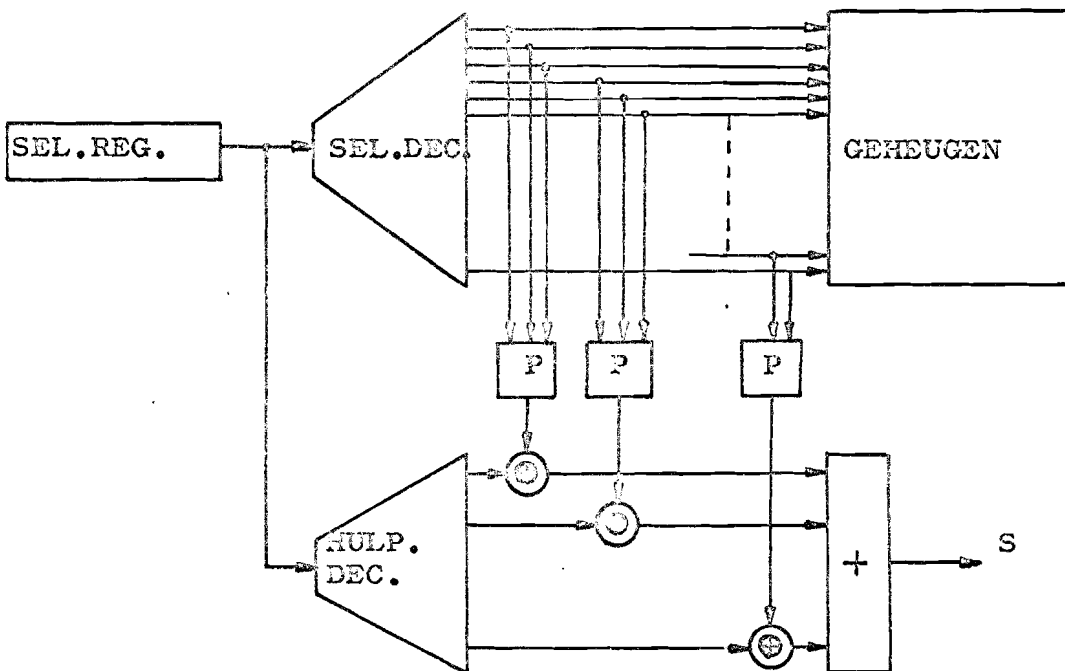 SEL.REG.
SEL.DEC.
GEHEUGEN
P
P
P
HULP.
DEC.
+
S